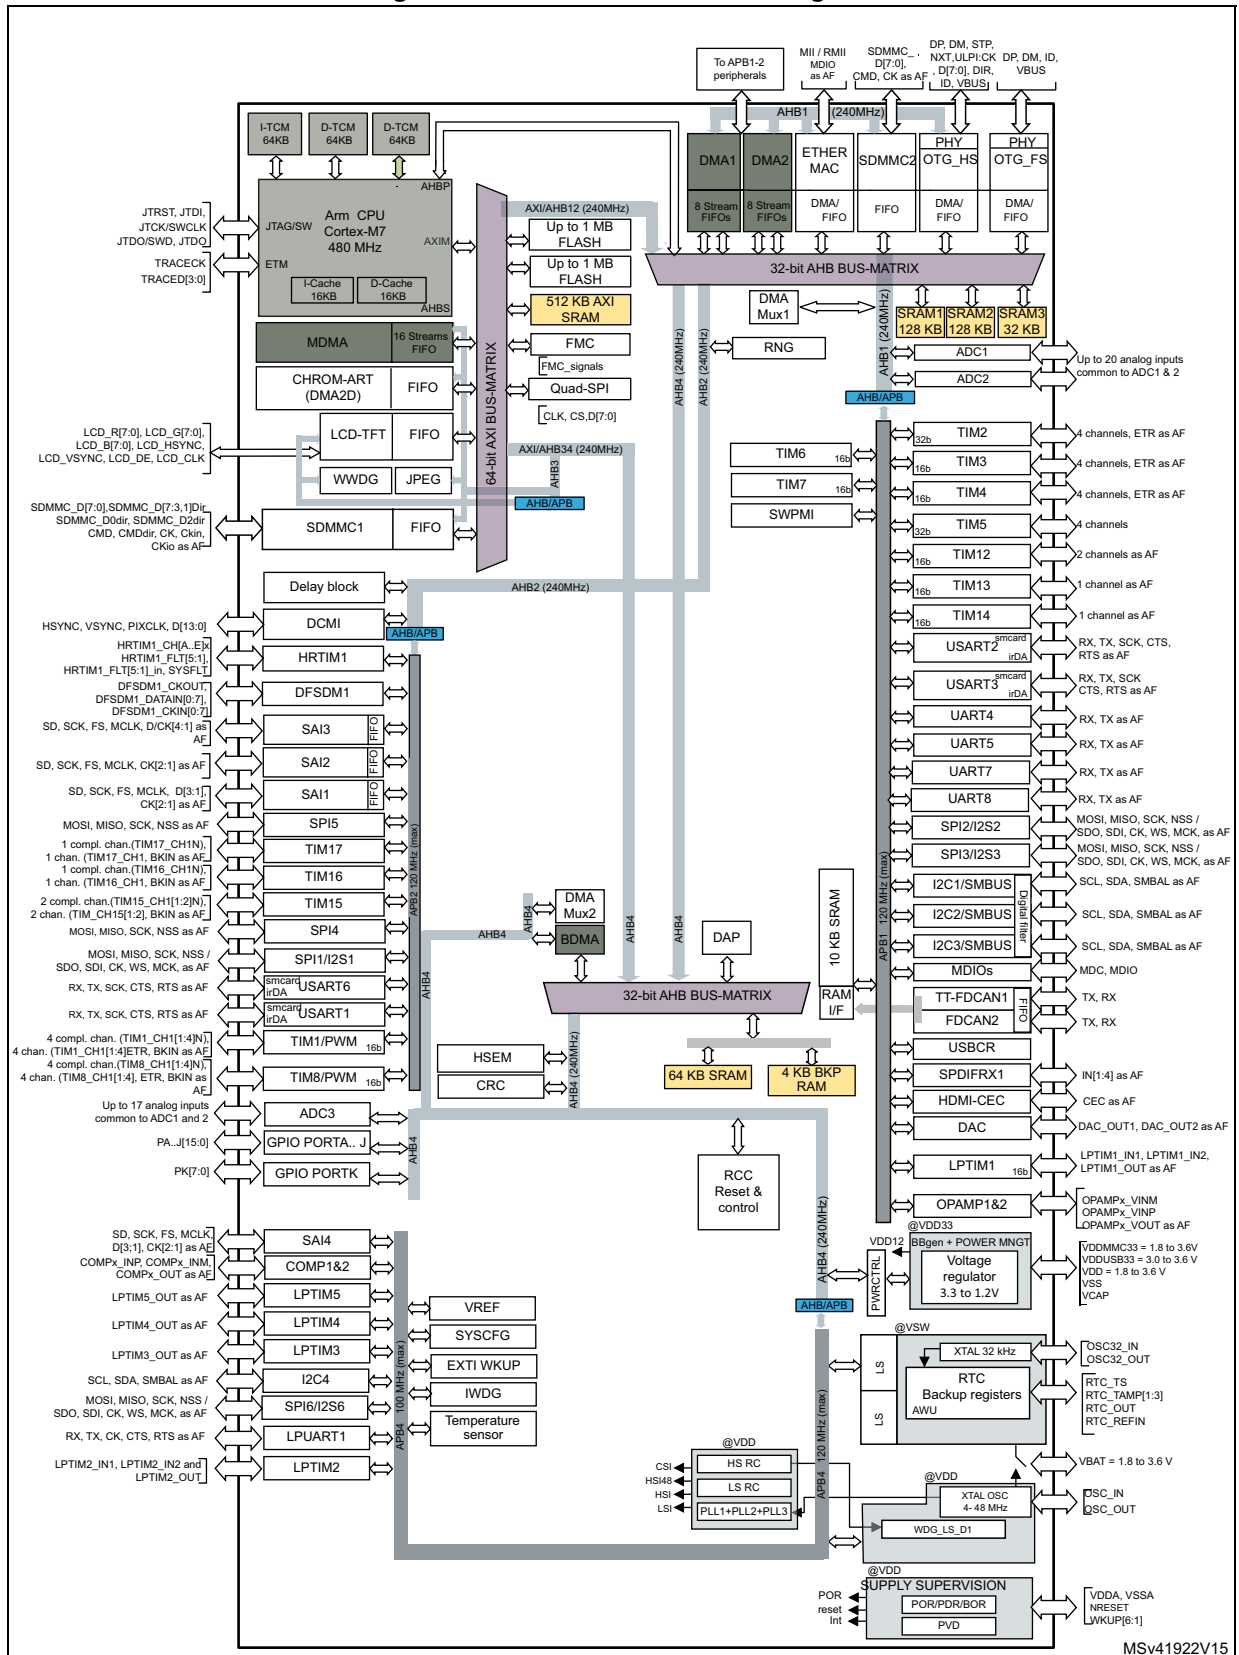 To APB1-2
peripherals
MII / RMII
MDIO
as AF
SDMMC_
D[7:0],
CMD, CK as AF
DP, DM, STP,
NXT,ULPI:CK
, D[7:0], DIR,
ID, VBUS
DP, DM, ID,
VBUS
AHB1 (240MHz)
I-TCM
64KB
D-TCM
64KB
D-TCM
64KB
AHBP
Arm CPU
Cortex-M7
480 MHz
JTAG/SW
AXIM
ETM
I-Cache
16KB
D-Cache
16KB
AHBS
JTRST, JTDI,
JTCK/SWCLK
JTDO/SWD, JTDO
TRACECK
TRACED[3:0]
DMA1
8 Stream
FIFOs
DMA2
8 Stream
FIFOs
ETHER
MAC
DMA/
FIFO
SDMMC2
FIFO
PHY
OTG_HS
DMA/
FIFO
PHY
OTG_FS
DMA/
FIFO
AXI/AHB12 (240MHz)
Up to 1 MB
FLASH
Up to 1 MB
FLASH
512 KB AXI
SRAM
FMC
FMC_signals
Quad-SPI
CLK, CS,D[7:0]
64-bit AXI BUS-MATRIX
32-bit AHB BUS-MATRIX
DMA
Mux1
AHB1 (240MHz)
SRAM1
128 KB
SRAM2
128 KB
SRAM3
32 KB
RNG
AHB4 (240MHz)
AHB2 (240MHz)
ADC1
ADC2
Up to 20 analog inputs
common to ADC1 & 2
AHB/APB
MDMA
16 Streams
FIFO
CHROM-ART
(DMA2D)
FIFO
LCD-TFT
FIFO
WWDG
JPEG
SDMMC1
FIFO
LCD_R[7:0], LCD_G[7:0],
LCD_B[7:0], LCD_HSYNC,
LCD_VSYNC, LCD_DE, LCD_CLK
SDMMC_D[7:0],SDMMC_D[7:3,1]Dir
SDMMC_D0dir, SDMMC_D2dir
CMD, CMDdir, CK, Ckin,
CKio as AF
AXI/AHB34 (240MHz)
AHB3
AHB/APB
TIM6
16b
TIM7
16b
SWPMI
TIM2
32b
4 channels, ETR as AF
TIM3
16b
4 channels, ETR as AF
TIM4
16b
4 channels, ETR as AF
TIM5
32b
4 channels
TIM12
16b
2 channels as AF
TIM13
16b
1 channel as AF
TIM14
16b
1 channel as AF
USART2
smcard
irDA
RX, TX, SCK, CTS,
RTS as AF
USART3
smcard
irDA
RX, TX, SCK
CTS, RTS as AF
UART4
RX, TX as AF
UART5
RX, TX as AF
UART7
RX, TX as AF
UART8
RX, TX as AF
SPI2/I2S2
MOSI, MISO, SCK, NSS /
SDO, SDI, CK, WS, MCK, as AF
SPI3/I2S3
MOSI, MISO, SCK, NSS /
SDO, SDI, CK, WS, MCK, as AF
I2C1/SMBUS
SCL, SDA, SMBAL as AF
I2C2/SMBUS
SCL, SDA, SMBAL as AF
I2C3/SMBUS
SCL, SDA, SMBAL as AF
Digital filter
MDIOs
MDC, MDIO
TT-FDCAN1
TX, RX
FDCAN2
TX, RX
FIFO
USBCR
SPDIFRX1
IN[1:4] as AF
HDMI-CEC
CEC as AF
DAC
DAC_OUT1, DAC_OUT2 as AF
LPTIM1
16b
LPTIM1_IN1, LPTIM1_IN2,
LPTIM1_OUT as AF
OPAMP1&2
OPAMPx_VINM
OPAMPx_VINP
OPAMPx_VOUT as AF
APB1 120 MHz (max)
10 KB SRAM
RAM
I/F
Delay block
AHB2 (240MHz)
DCMI
HSYNC, VSYNC, PIXCLK, D[13:0]
AHB/APB
HRTIM1
HRTIM1_CH[A..E]x
HRTIM1_FLT[5:1],
HRTIM1_FLT[5:1]_in, SYSFLT
DFSDM1
DFSDM1_CKOUT,
DFSDM1_DATAIN[0:7],
DFSDM1_CKIN[0:7]
SAI3
FIFO
SD, SCK, FS, MCLK, D/CK[4:1] as
AF
SAI2
FIFO
SD, SCK, FS, MCLK, CK[2:1] as AF
SAI1
FIFO
SD, SCK, FS, MCLK, D[3:1],
CK[2:1] as AF
SPI5
MOSI, MISO, SCK, NSS as AF
TIM17
1 compl. chan.(TIM17_CH1N),
1 chan. (TIM17_CH1, BKIN as AF
TIM16
1 compl. chan.(TIM16_CH1N),
1 chan. (TIM16_CH1, BKIN as AF
TIM15
2 compl. chan.(TIM15_CH1[1:2]N),
2 chan. (TIM_CH15[1:2], BKIN as AF
SPI4
MOSI, MISO, SCK, NSS as AF
SPI1/I2S1
MOSI, MISO, SCK, NSS /
SDO, SDI, CK, WS, MCK, as AF
smcard
irDA
USART6
RX, TX, SCK, CTS, RTS as AF
smcard
irDA
USART1
RX, TX, SCK, CTS, RTS as AF
TIM1/PWM
16b
4 compl. chan. (TIM1_CH1[1:4]N),
4 chan. (TIM1_CH1[1:4]ETR, BKIN as AF
TIM8/PWM
16b
4 compl. chan.(TIM8_CH1[1:4]N),
4 chan. (TIM8_CH1[1:4], ETR, BKIN as
AF
APB2 120 MHz (max)
ADC3
Up to 17 analog inputs
common to ADC1 and 2
GPIO PORTA.. J
PA..J[15:0]
GPIO PORTK
PK[7:0]
AHB4
AHB4
AHB4
AHB4
DMA
Mux2
BDMA
AHB4
AHB4
DAP
32-bit AHB BUS-MATRIX
HSEM
CRC
AHB4 (240MHz)
64 KB SRAM
4 KB BKP
RAM
RCC
Reset &
control
AHB4 (240MHz)
AHB/APB
@VDD33
VDD12
BBgen + POWER MNGT
PWRCTRL
Voltage
regulator
3.3 to 1.2V
VDDMMC33 = 1.8 to 3.6V
VDDUSB33 = 3.0 to 3.6 V
VDD = 1.8 to 3.6 V
VSS
VCAP
SAI4
SD, SCK, FS, MCLK,
D[3;1], CK[2:1] as AF
COMP1&2
COMPx_INP, COMPx_INM,
COMPx_OUT as AF
LPTIM5
LPTIM5_OUT as AF
LPTIM4
LPTIM4_OUT as AF
LPTIM3
LPTIM3_OUT as AF
I2C4
SCL, SDA, SMBAL as AF
SPI6/I2S6
MOSI, MISO, SCK, NSS /
SDO, SDI, CK, WS, MCK, as AF
LPUART1
RX, TX, CK, CTS, RTS as AF
LPTIM2
LPTIM2_IN1, LPTIM2_IN2 and
LPTIM2_OUT
APB4 100 MHz (max)
VREF
SYSCFG
EXTI WKUP
IWDG
Temperature
sensor
APB4 120 MHz (max)
@VSW
LS
LS
XTAL 32 kHz
RTC
Backup registers
AWU
OSC32_IN
OSC32_OUT
RTC_TS
RTC_TAMP[1:3]
RTC_OUT
RTC_REFIN
VBAT = 1.8 to 3.6 V
@VDD
HS RC
LS RC
PLL1+PLL2+PLL3
CSI
HSI48
HSI
LSI
@VDD
XTAL OSC
4- 48 MHz
WDG_LS_D1
OSC_IN
OSC_OUT
@VDD
SUPPLY SUPERVISION
POR/PDR/BOR
PVD
POR
reset
Int
VDDA, VSSA
NRESET
WKUP[6:1]
MSv41922V15